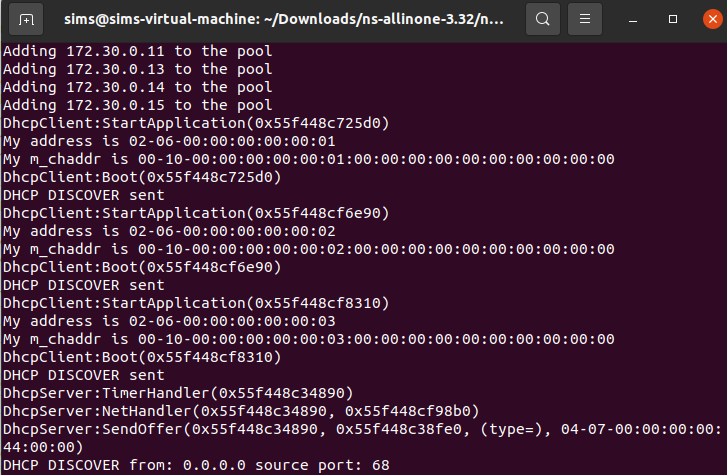 sims@sims-virtual-machine: ~/Downloads/ns-allinone-3.32/n...
Adding 172.30.0.11 to the pool
Adding 172.30.0.13 to the pool
Adding 172.30.0.14 to the pool
Adding 172.30.0.15 to the pool
DhcpClient:StartApplication(0x55f448c725d0)
My address is 02-06-00:00:00:00:00:01
My m_chaddr is 00-10-00:00:00:00:00:01:00:00:00:00:00:00:00:00:00:00
DhcpClient:Boot(0x55f448c725d0)
DHCP DISCOVER sent
DhcpClient:StartApplication(0x55f448cf6e90)
My address is 02-06-00:00:00:00:00:02
My m_chaddr is 00-10-00:00:00:00:00:02:00:00:00:00:00:00:00:00:00:00
DhcpClient:Boot(0x55f448cf6e90)
DHCP DISCOVER sent
DhcpClient:StartApplication(0x55f448cf8310)
My address is 02-06-00:00:00:00:00:03
My m_chaddr is 00-10-00:00:00:00:00:03:00:00:00:00:00:00:00:00:00:00
DhcpClient:Boot(0x55f448cf8310)
DHCP DISCOVER sent
DhcpServer:TimerHandler(0x55f448c34890)
DhcpServer:NetHandler(0x55f448c34890, 0x55f448cf98b0)
DhcpServer:SendOffer(0x55f448c34890, 0x55f448c38fe0, (type=), 04-07-00:00:00:00:
44:00:00)
DHCP DISCOVER from: 0.0.0.0 source port: 68